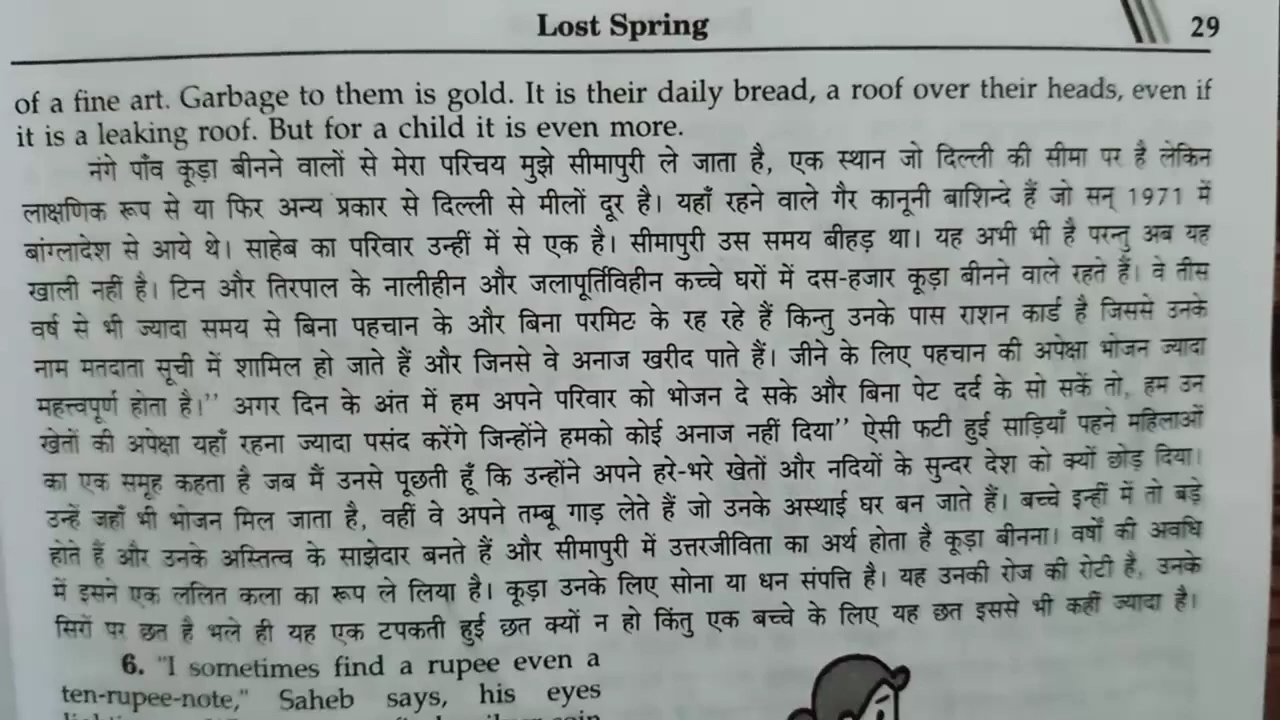 Lost Spring 29
of a fine art. Garbage to them is gold. It is their daily bread, a roof over their heads, even if
it is a leaking roof. But for a child it is even more.
नंगे पाँव कूड़ा बीनने वालों से मेरा परिचय मुझे सीमापुरी ले जाता है, एक स्थान जो दिल्ली की सीमा पर है लेकिन
लाक्षणिक रूप से या फिर अन्य प्रकार से दिल्ली से मीलों दूर है। यहाँ रहने वाले गैर कानूनी बाशिन्दे हैं जो सन् 1971 में
बांग्लादेश से आये थे। साहेब का परिवार उन्हीं में से एक है। सीमापुरी उस समय बीहड़ था। यह अभी भी है परन्तु अब यह
खाली नहीं है। टिन और तिरपाल के नालीहीन और जलापूर्तिविहीन कच्चे घरों में दस-हजार कूड़ा बीनने वाले रहते हैं। वे तीस
वर्ष से भी ज्यादा समय से बिना पहचान के और बिना परमिट के रह रहे हैं किन्तु उनके पास राशन कार्ड है जिससे उनके
नाम मतदाता सूची में शामिल हो जाते हैं और जिनसे वे अनाज खरीद पाते हैं। जीने के लिए पहचान की अपेक्षा भोजन ज्यादा
महत्त्वपूर्ण होता है।'' अगर दिन के अंत में हम अपने परिवार को भोजन दे सके और बिना पेट दर्द के सो सकें तो, हम उन
खेतों की अपेक्षा यहाँ रहना ज्यादा पसंद करेंगे जिन्होंने हमको कोई अनाज नहीं दिया'' ऐसी फटी हुई साड़ियाँ पहने महिलाओं
का एक समूह कहता है जब मैं उनसे पूछती हूँ कि उन्होंने अपने हरे-भरे खेतों और नदियों के सुन्दर देश को क्यों छोड़ दिया।
उन्हें जहाँ भी भोजन मिल जाता है, वहीं वे अपने तम्बू गाड़ लेते हैं जो उनके अस्थाई घर बन जाते हैं। बच्चे इन्हीं में तो बड़े
होते हैं और उनके अस्तित्व के साझेदार बनते हैं और सीमापुरी में उत्तरजीविता का अर्थ होता है कूड़ा बीनना। वर्षों की अवधि
में इसने एक ललित कला का रूप ले लिया है। कूड़ा उनके लिए सोना या धन संपत्ति है। यह उनकी रोज की रोटी है, उनके
सिरों पर छत है भले ही यह एक टपकती हुई छत क्यों न हो किंतु एक बच्चे के लिए यह छत इससे भी कहीं ज्यादा है।
6. "I sometimes find a rupee even a
ten-rupee-note," Saheb says, his eyes